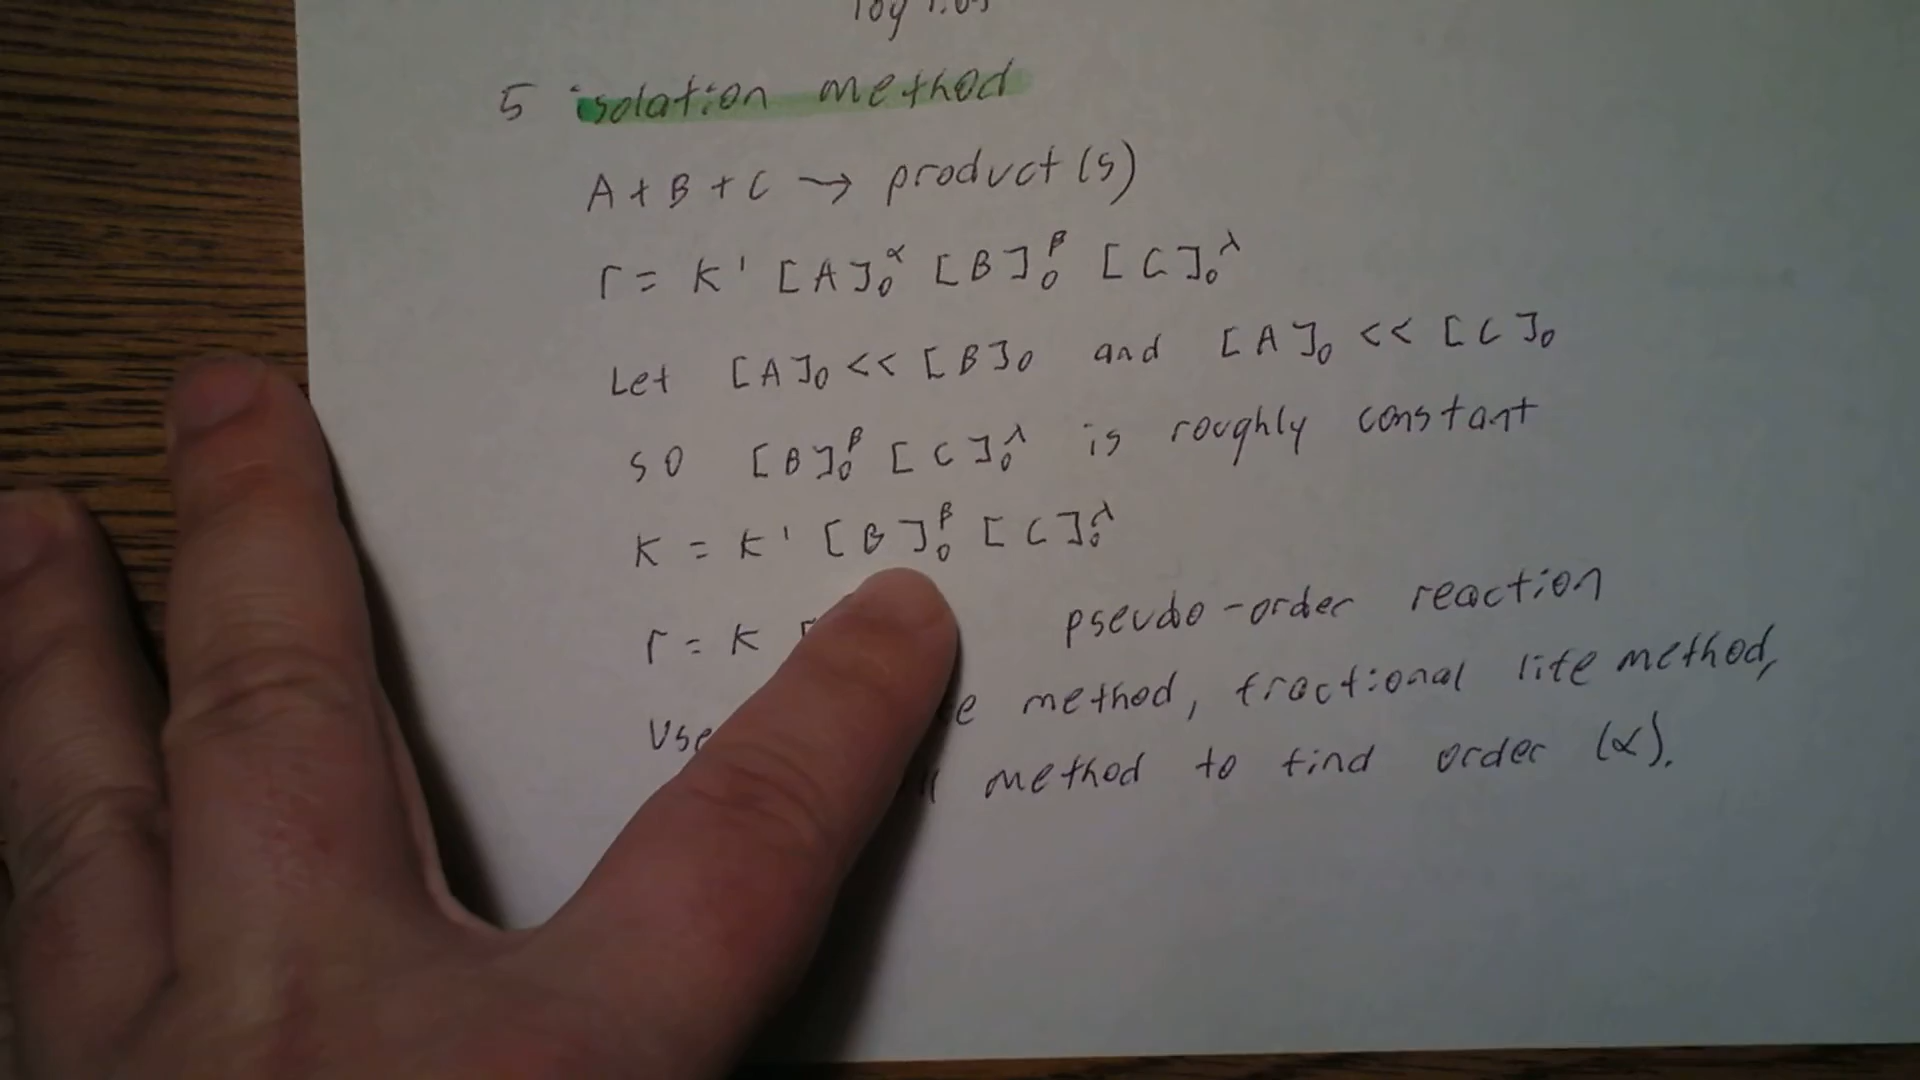 5 isolation method
A + B + C → product(s)
r = k' [A]₀^α [B]₀^β [C]₀^λ
Let [A]₀ << [B]₀ and [A]₀ << [C]₀
so [B]₀^β [C]₀^λ is roughly constant
k = k' [B]₀^β [C]₀^λ
r = k [ pseudo-order reaction
Use method, fractional life method,
method to find order (α).